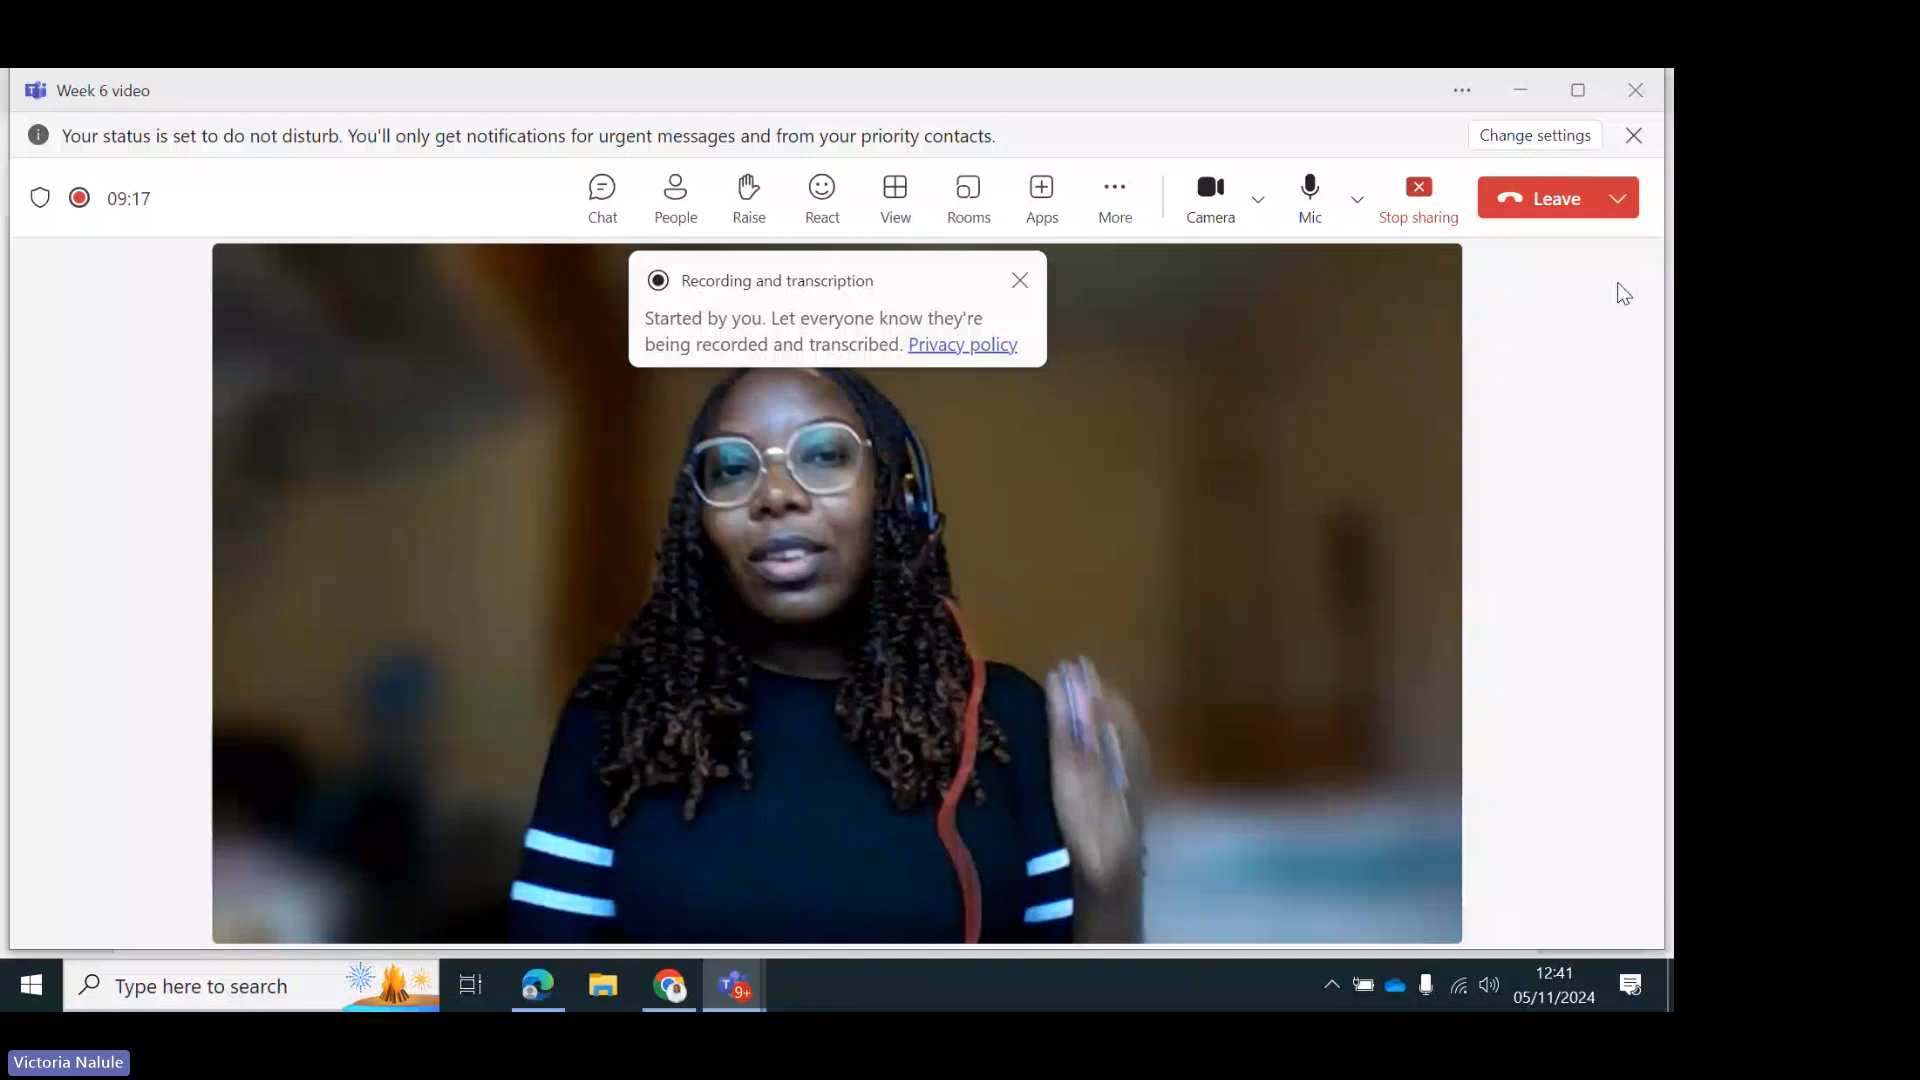 Week 6 video
Your status is set to do not disturb. You'll only get notifications for urgent messages and from your priority contacts.
Change settings
09:17
Chat
People
Raise
React
View
Rooms
Apps
More
Camera
Mic
Stop sharing
Leave
Recording and transcription
Started by you. Let everyone know they're
being recorded and transcribed. Privacy policy
Type here to search
9+
12:41
05/11/2024
Victoria Nalule